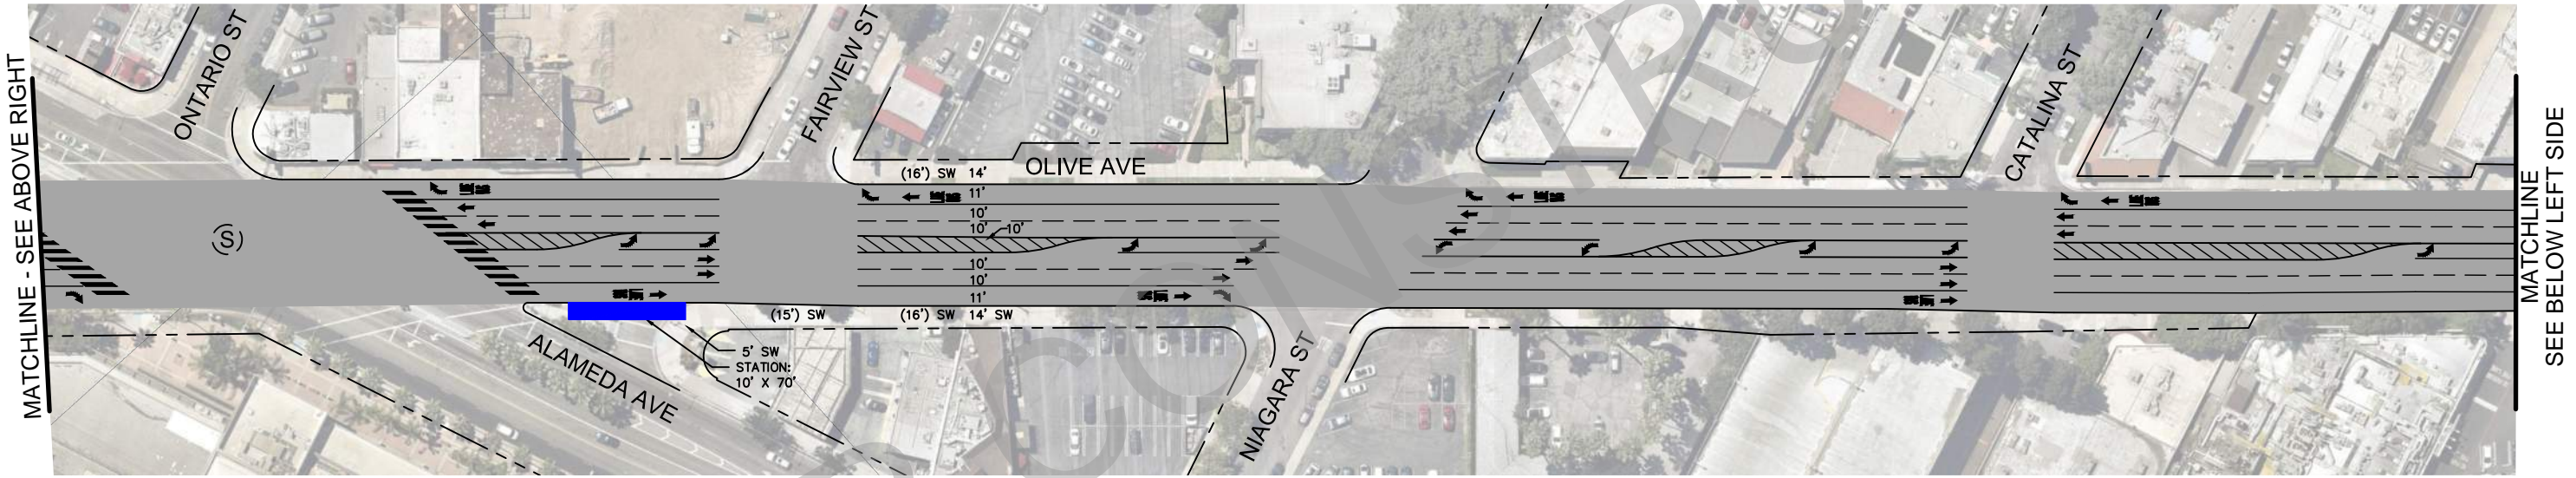 MATCHLINE - SEE ABOVE RIGHT
ONTARIO ST
FAIRVIEW ST
CATALINA ST
OLIVE AVE
(16') SW 14'
11'
10'
10'
10'
10'
10'
11'
(15') SW
(16') SW 14' SW
S
ALAMEDA AVE
5' SW
STATION:
10' X 70'
NIAGARA ST
MATCHLINE
SEE BELOW LEFT SIDE
CONSTRUC